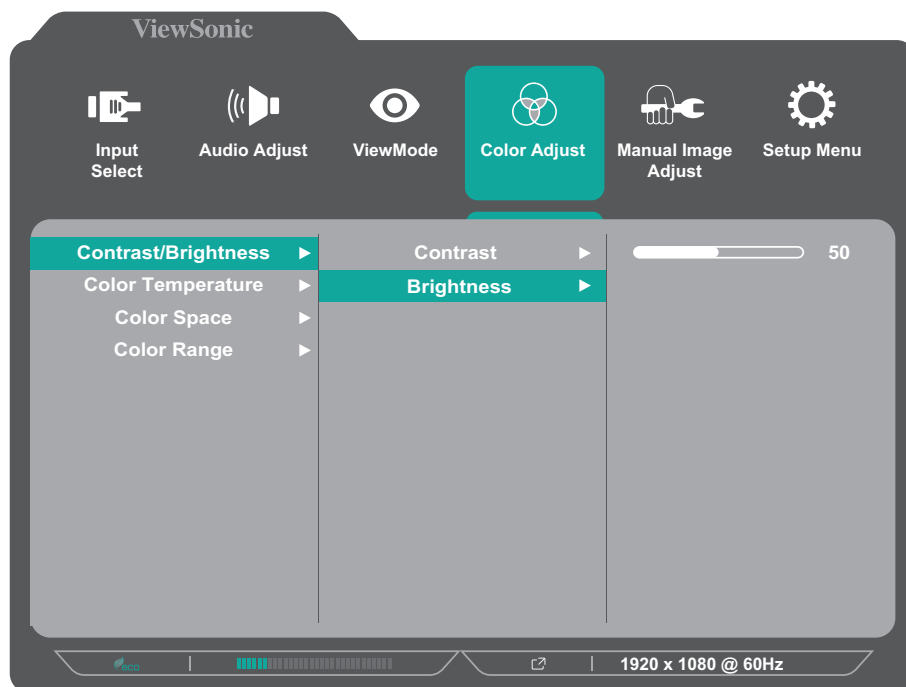 ViewSonic
Input Select
Audio Adjust
ViewMode
Color Adjust
Manual Image Adjust
Setup Menu
Contrast/Brightness
Color Temperature
Color Space
Color Range
Contrast
Brightness
50
eco
1920 x 1080 @ 60Hz